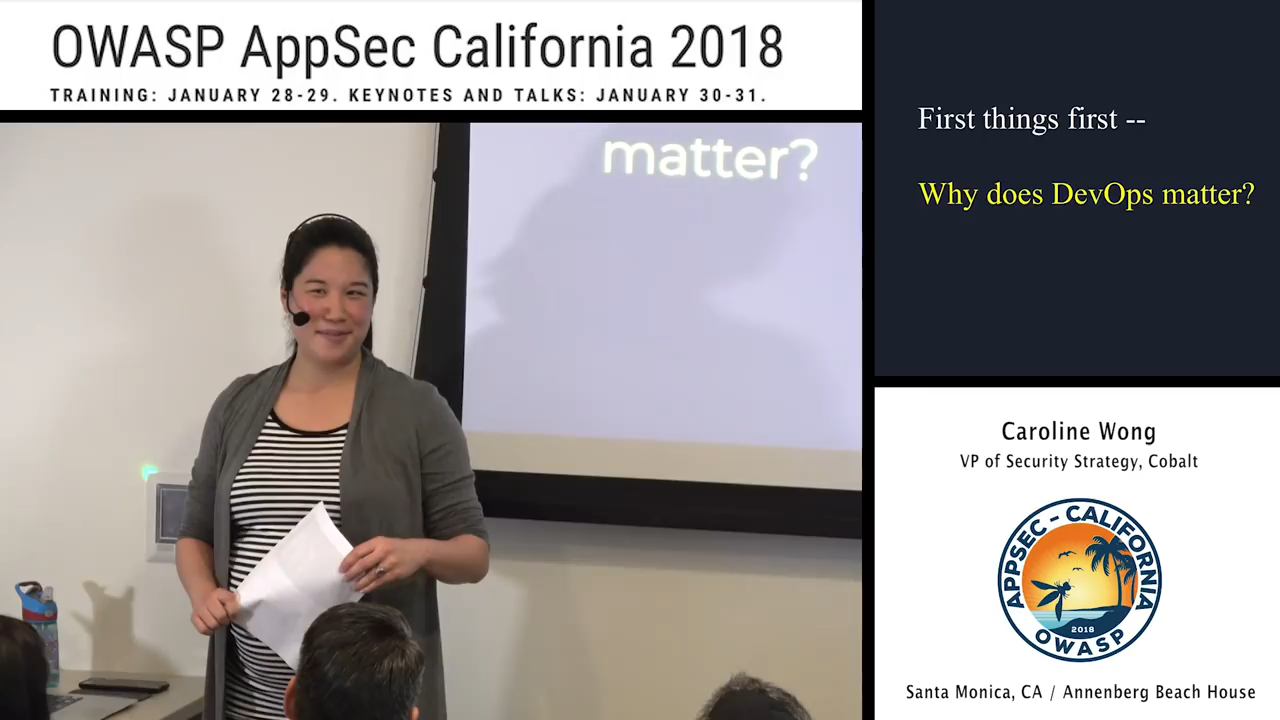 OWASP AppSec California 2018
TRAINING: JANUARY 28-29. KEYNOTES AND TALKS: JANUARY 30-31.
matter?
First things first --
Why does DevOps matter?
Caroline Wong
VP of Security Strategy, Cobalt
APPSEC - CALIFORNIA
2018
OWASP
Santa Monica, CA / Annenberg Beach House